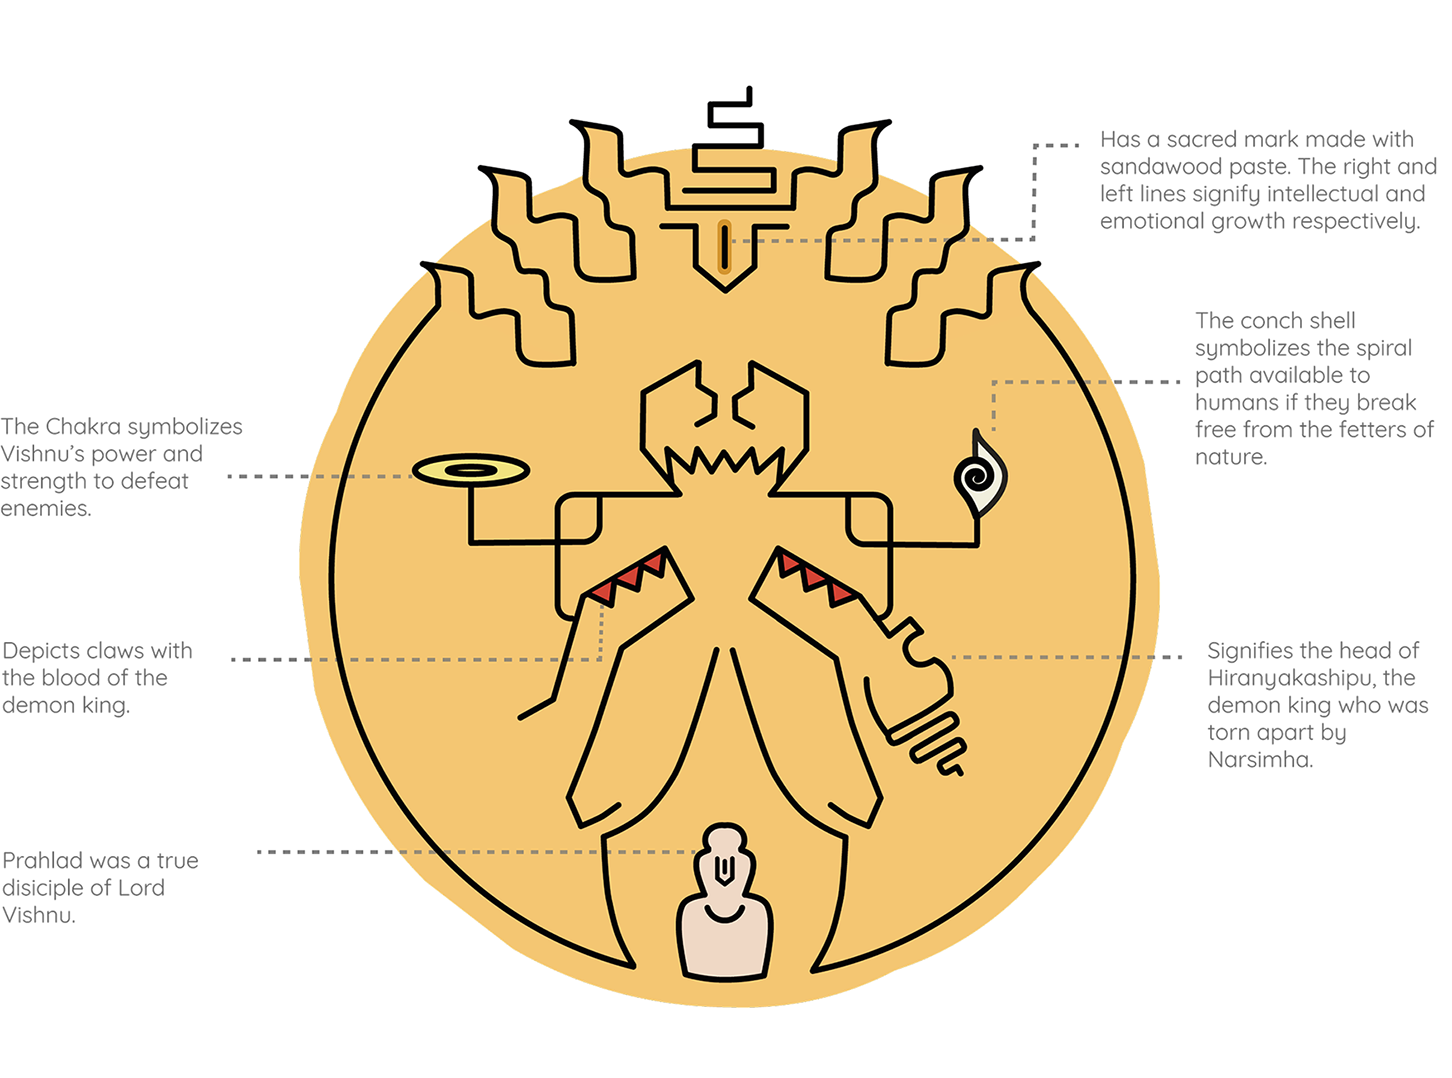 Has a sacred mark made with
sandawood paste. The right and
left lines signify intellectual and
emotional growth respectively.
The conch shell
symbolizes the spiral
path available to
humans if they break
free from the fetters of
nature.
The Chakra symbolizes
Vishnu's power and
strength to defeat
enemies.
Depicts claws with
the blood of the
demon king.
Signifies the head of
Hiranyakashipu, the
demon king who was
torn apart by
Narsimha.
Prahlad was a true
disiciple of Lord
Vishnu.